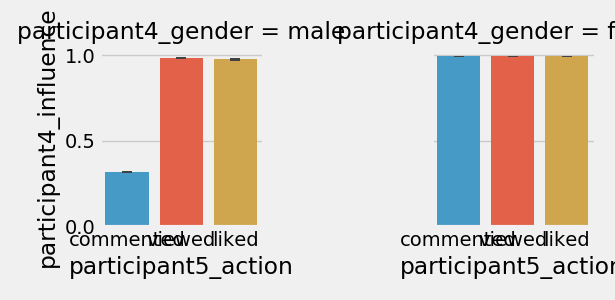 participant4_gender = male
participant4_gender = f
participant4_influence
1.0
0.5
0.0
commented viewed liked
commented viewed liked
participant5_action
participant5_action